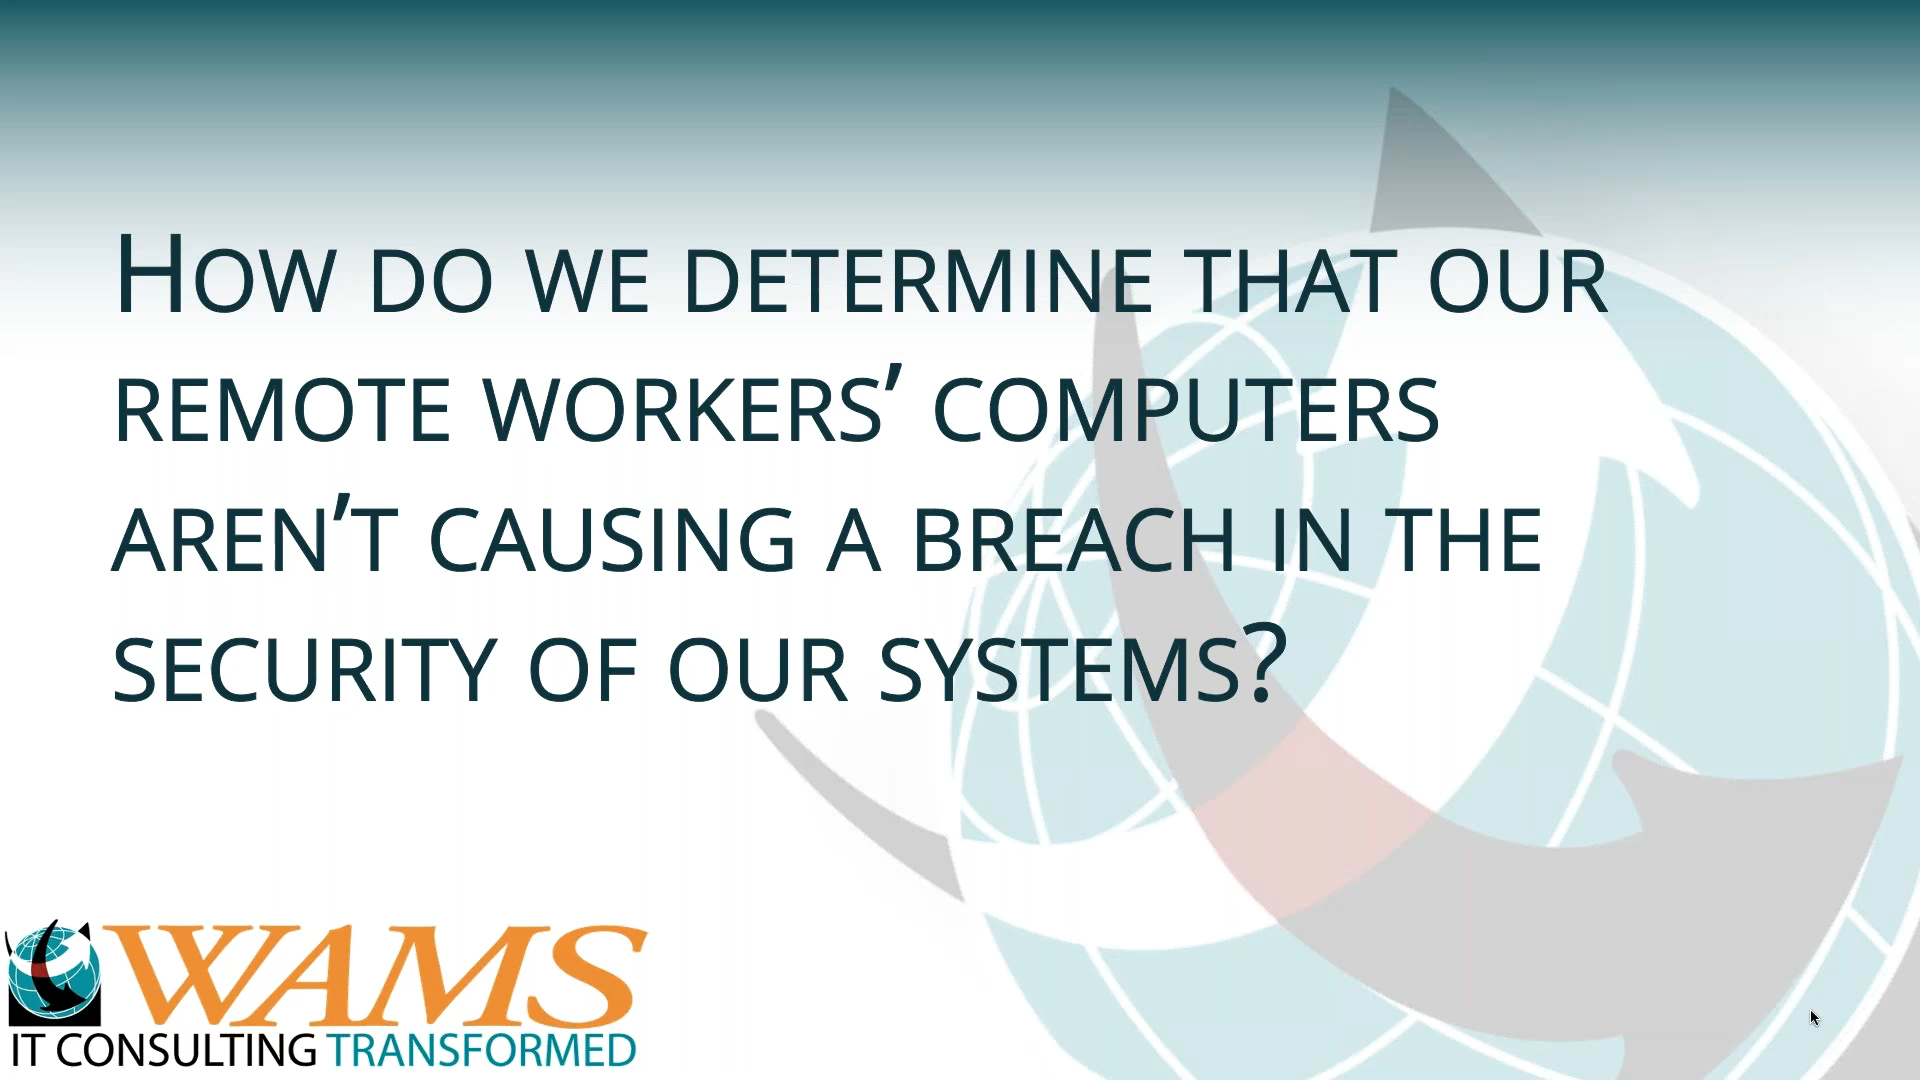 How do we determine that our
remote workers’ computers
aren’t causing a breach in the
security of our systems?
WAMS
IT CONSULTING TRANSFORMED